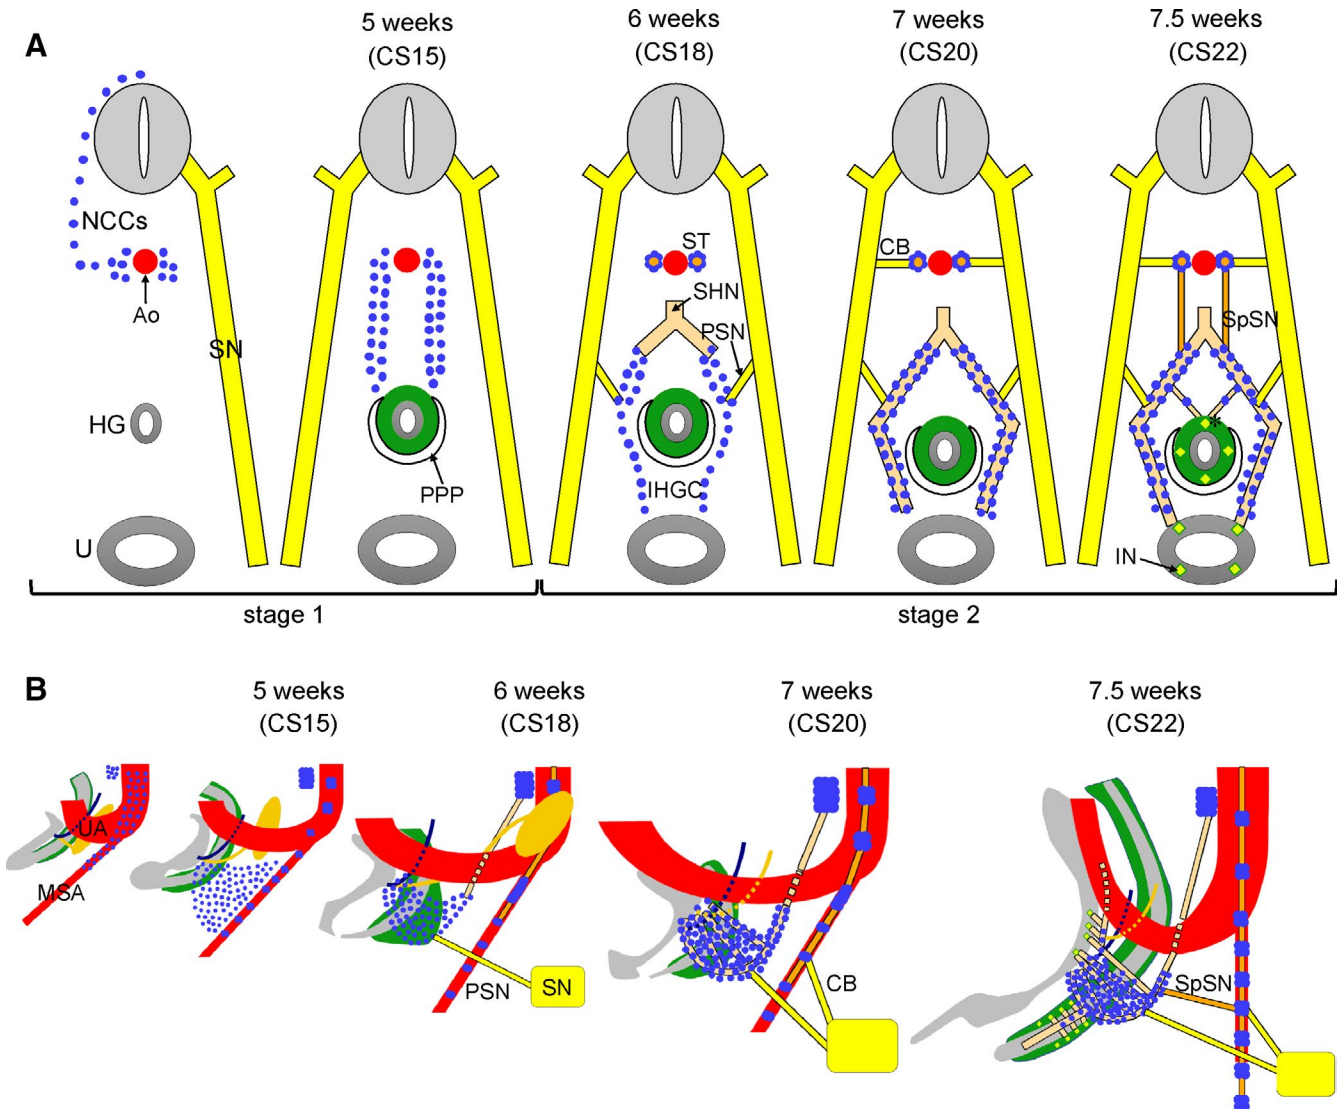 A
5 weeks
(CS15)
6 weeks
(CS18)
7 weeks
(CS20)
7.5 weeks
(CS22)
NCCs
Ao
SN
HG
U
PPP
ST
SHN
PSN
IHGC
CB
SpSN
*
IN
stage 1
stage 2
B
5 weeks
(CS15)
6 weeks
(CS18)
7 weeks
(CS20)
7.5 weeks
(CS22)
UA
MSA
PSN
SN
CB
SpSN